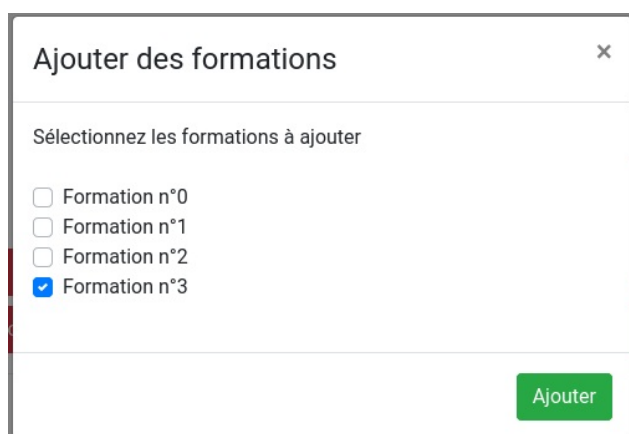 Ajouter des formations
×
Sélectionnez les formations à ajouter
Formation n°0
Formation n°1
Formation n°2
Formation n°3
Ajouter